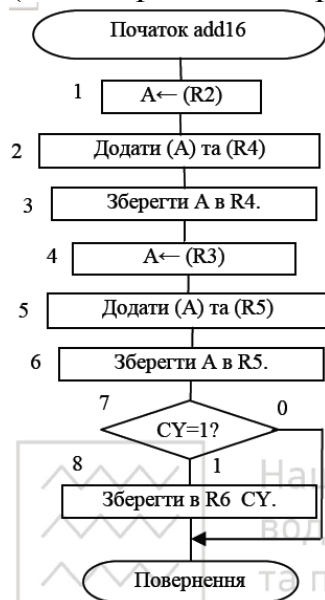 Початок add16
1
А← (R2)
2
Додати (А) та (R4)
3
Зберегти А в R4.
4
А← (R3)
5
Додати (А) та (R5)
6
Зберегти А в R5.
7
0
CY=1?
8
1
Зберегти в R6 CY.
Повернення